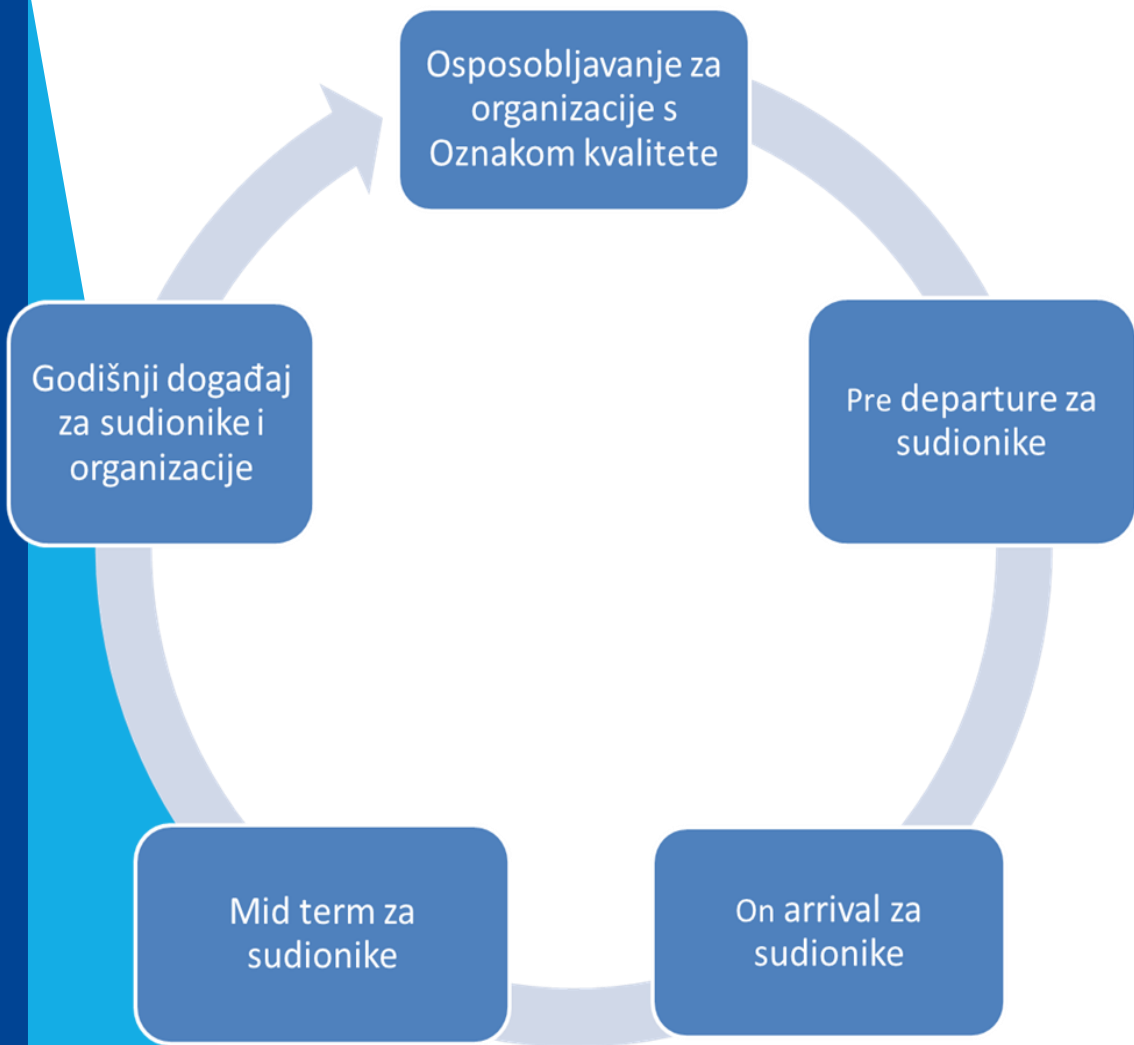 Osposobljavanje za
organizacije s
Oznakom kvalitete
Pre departure za
sudionike
On arrival za
sudionike
Mid term za
sudionike
Godišnji događaj
za sudionike i
organizacije